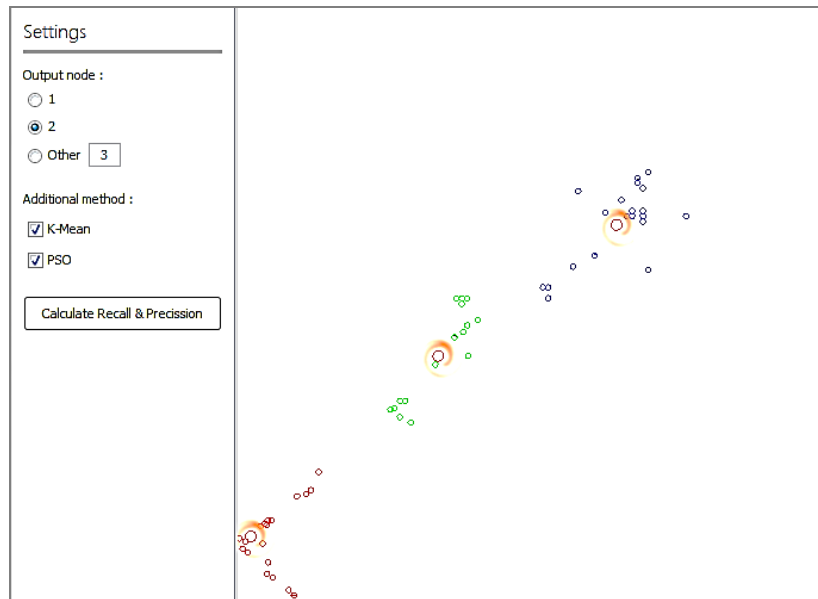 Settings
Output node :
1
2
Other 3
Additional method :
K-Mean
PSO
Calculate Recall & Precission